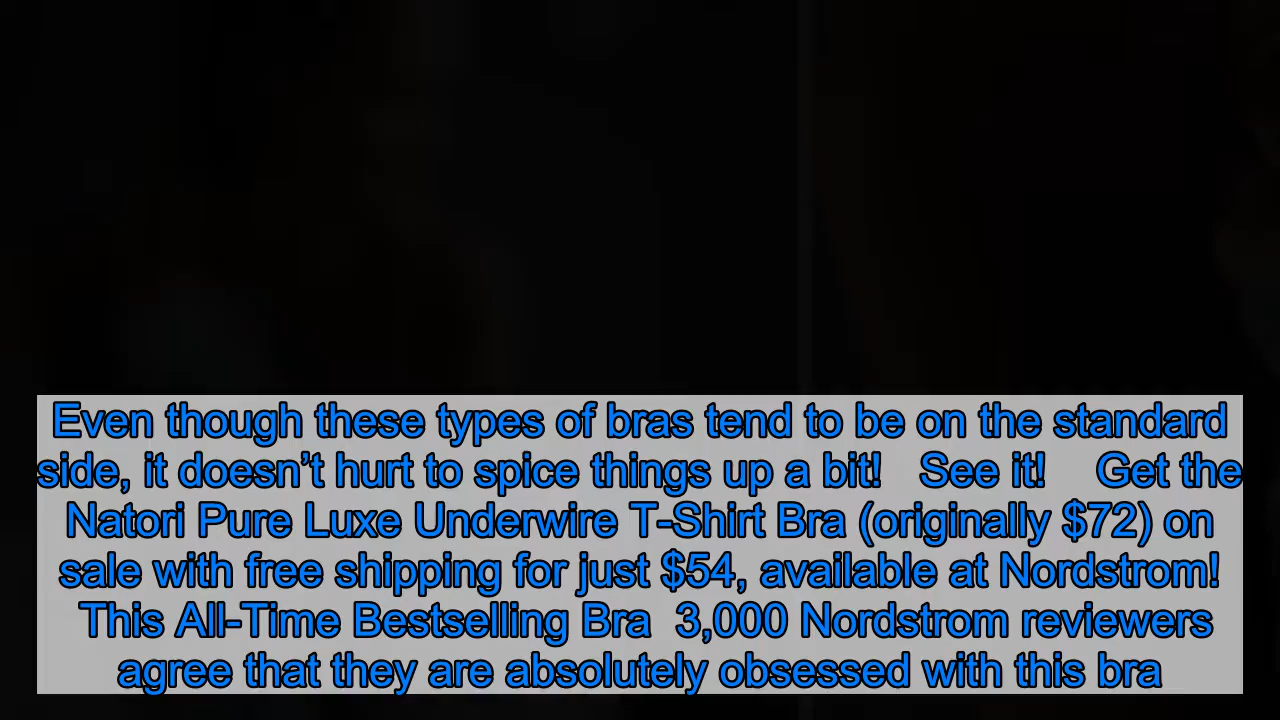 Even though these types of bras tend to be on the standard
side, it doesn’t hurt to spice things up a bit!   See it!     Get the
Natori Pure Luxe Underwire T-Shirt Bra (originally $72) on
sale with free shipping for just $54, available at Nordstrom!
This All-Time Bestselling Bra  3,000 Nordstrom reviewers
agree that they are absolutely obsessed with this bra